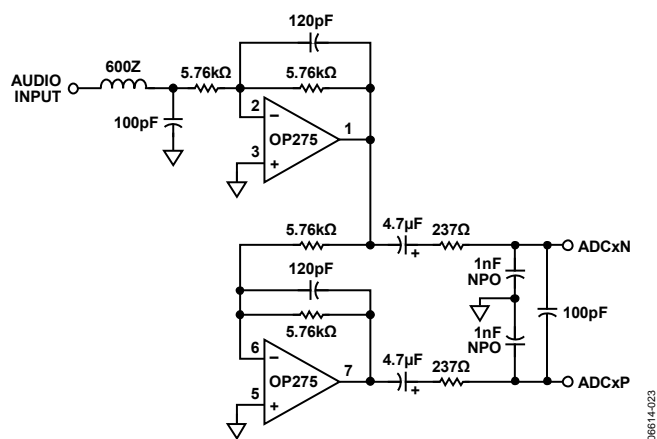 120pF
600Z
5.76kΩ
5.76kΩ
AUDIO
INPUT
100pF
2
−
1
OP275
3
+
5.76kΩ
4.7µF
+
237Ω
ADCxN
120pF
1nF
NPO
5.76kΩ
100pF
1nF
NPO
6
−
7
OP275
5
+
4.7µF
+
237Ω
ADCxP
06614-023